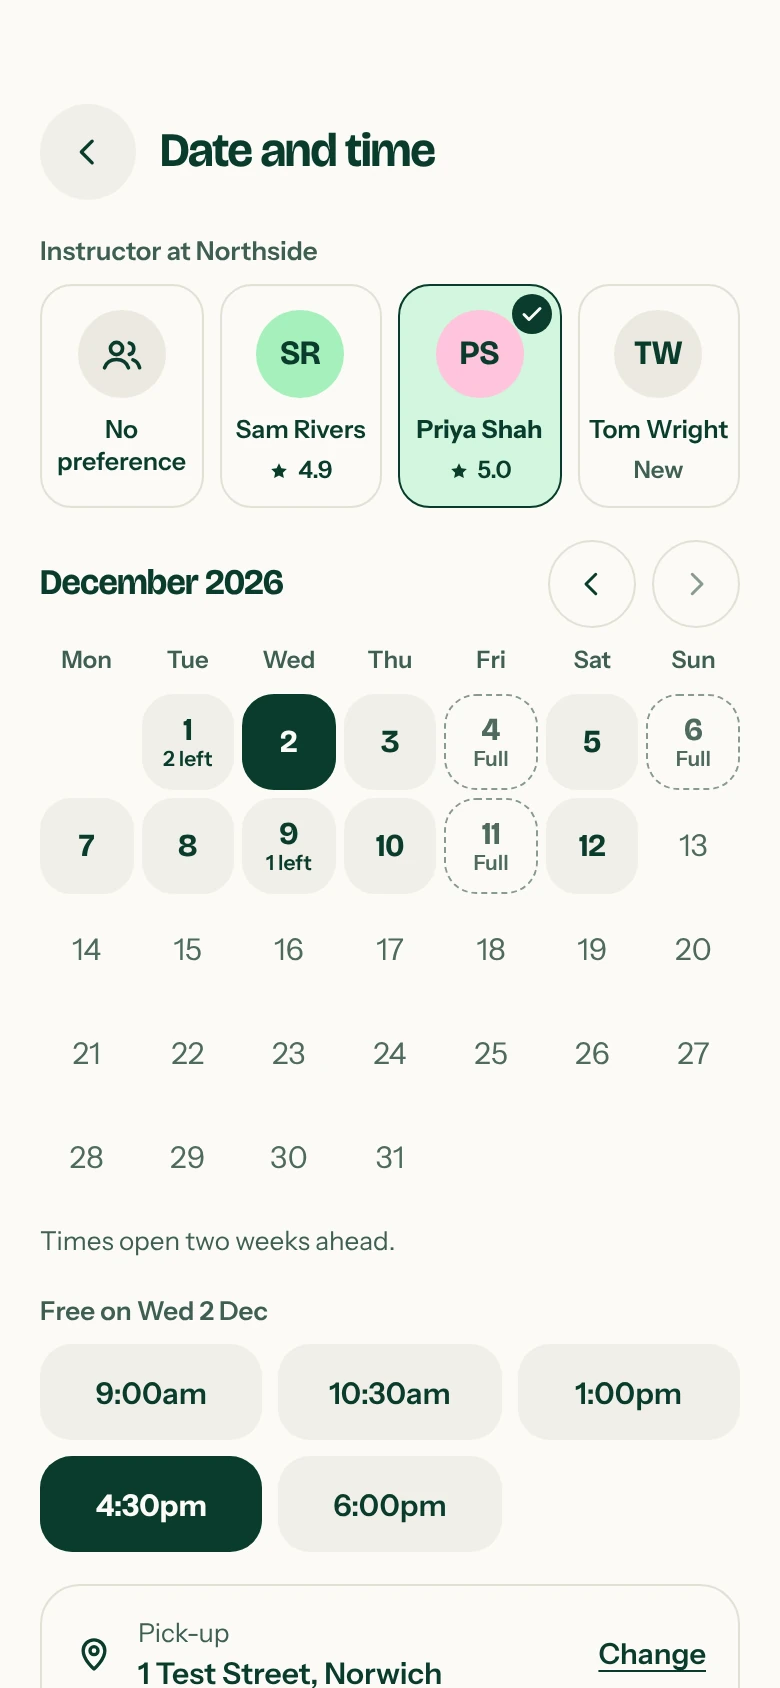 Date and time
Instructor at Northside
SR
PS
TW
No preference
Sam Rivers
Priya Shah
Tom Wright
4.9
5.0
New
December 2026
Mon Tue Wed Thu Fri Sat Sun
1 2 3 4 5 6
2 left Full Full
7 8 9 10 11 12 13
1 left Full
14 15 16 17 18 19 20
21 22 23 24 25 26 27
28 29 30 31
Times open two weeks ahead.
Free on Wed 2 Dec
9:00am 10:30am 1:00pm
4:30pm 6:00pm
Pick-up
1 Test Street, Norwich
Change